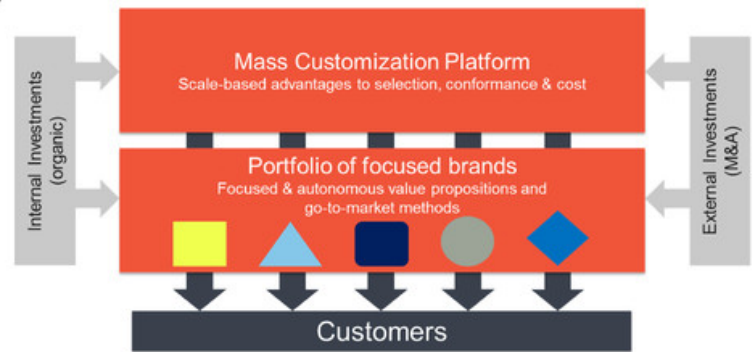 Mass Customization Platform
Scale-based advantages to selection, conformance & cost
Internal Investments
(organic)
External Investments
(M&A)
Portfolio of focused brands
Focused & autonomous value propositions and
go-to-market methods
Customers